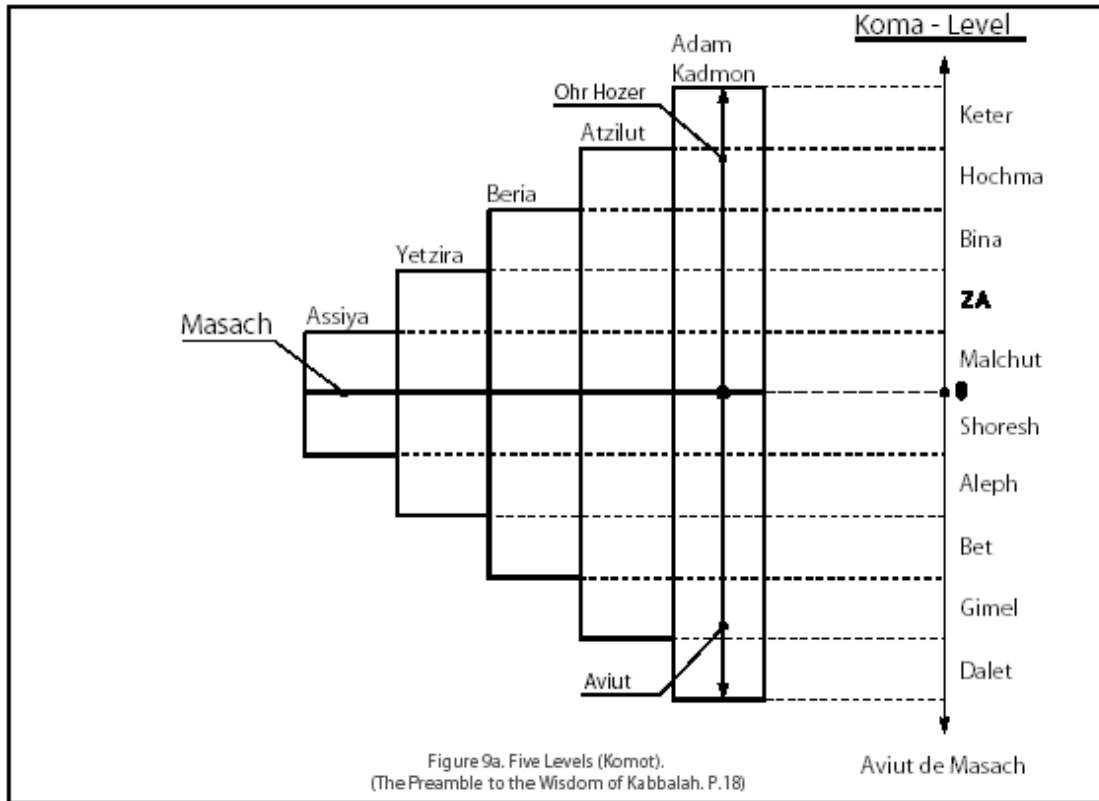 Koma - Level
Adam
Kadmon
Ohr Hozer
Keter
Atzilut
Hochma
Beria
Bina
Yetzira
ZA
Masach
Assiya
Malchut
0
Shoresh
Aleph
Bet
Gimel
Aviut
Dalet
Figure 9a. Five Levels (Komot).
(The Preamble to the Wisdom of Kabbalah. P.18)
Aviut de Masach